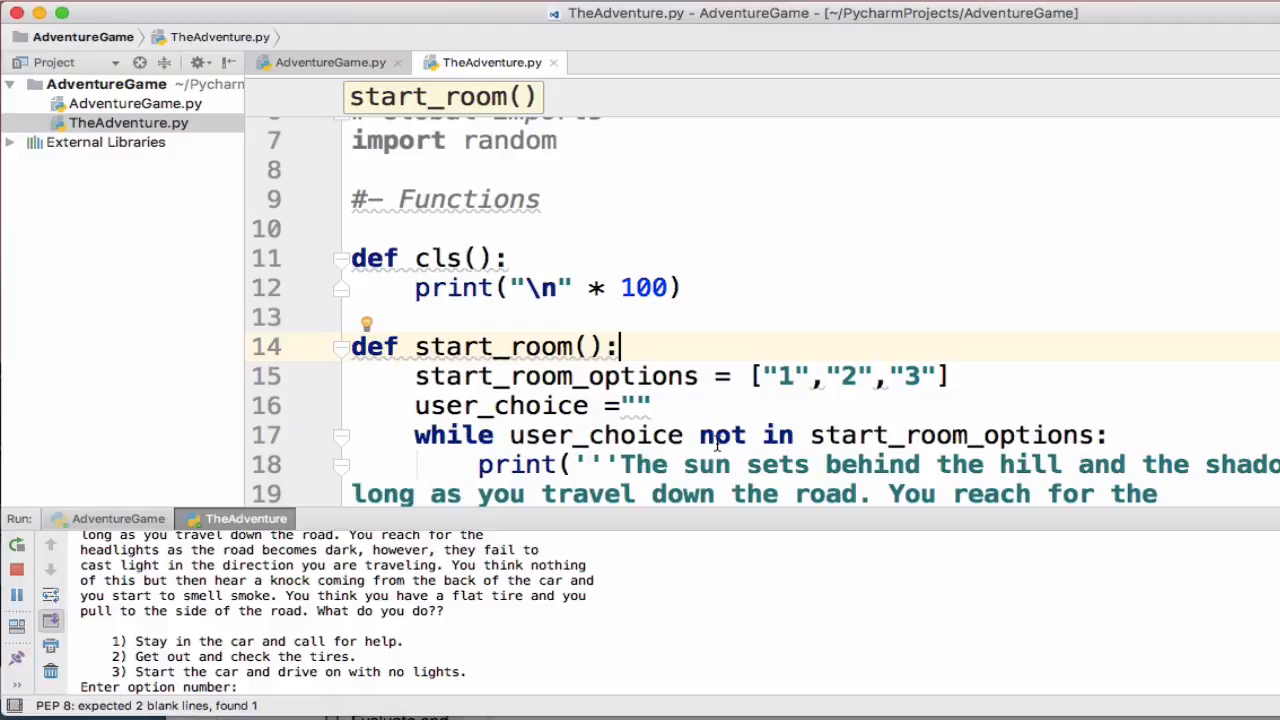 TheAdventure.py - AdventureGame - [~/PycharmProjects/AdventureGame]
AdventureGame TheAdventure.py
Project AdventureGame.py TheAdventure.py
AdventureGame ~/Pycharm
AdventureGame.py
TheAdventure.py
External Libraries
start_room()
# Global Imports
7 import random
8
9 #- Functions
10
11 def cls():
12 print("\n" * 100)
13
14 def start_room():
15 start_room_options = ["1","2","3"]
16 user_choice =""
17 while user_choice not in start_room_options:
18 print('''The sun sets behind the hill and the shado
19 long as you travel down the road. You reach for the
Run: AdventureGame TheAdventure
long as you travel down the road. You reach for the
headlights as the road becomes dark, however, they fail to
cast light in the direction you are traveling. You think nothing
of this but then hear a knock coming from the back of the car and
you start to smell smoke. You think you have a flat tire and you
pull to the side of the road. What do you do??
1) Stay in the car and call for help.
2) Get out and check the tires.
3) Start the car and drive on with no lights.
Enter option number:
PEP 8: expected 2 blank lines, found 1